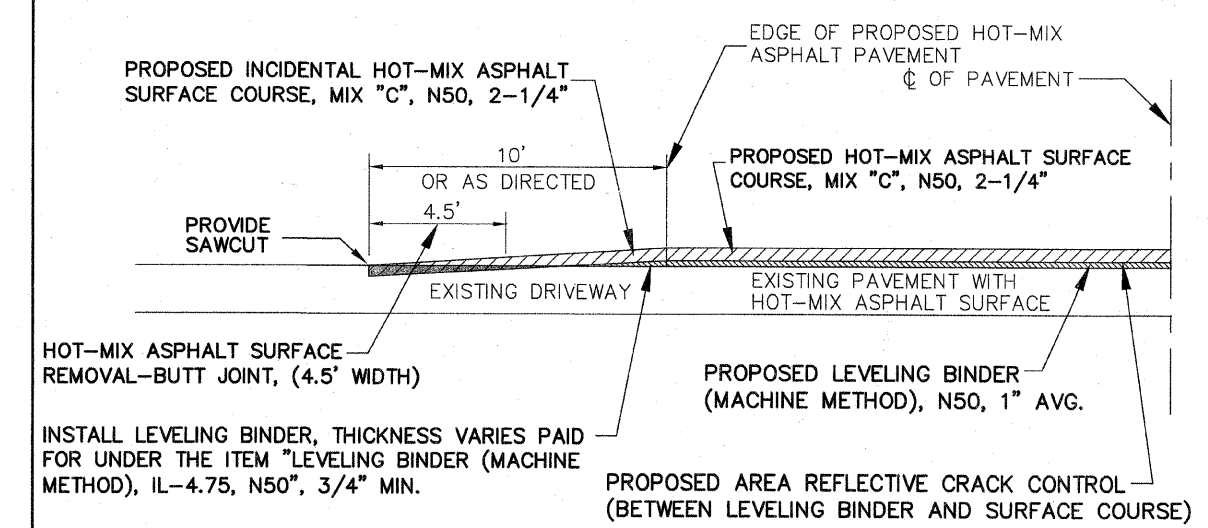 EDGE OF PROPOSED HOT-MIX
ASPHALT PAVEMENT
℄ OF PAVEMENT
PROPOSED INCIDENTAL HOT-MIX ASPHALT
SURFACE COURSE, MIX "C", N50, 2-1/4"
10'
OR AS DIRECTED
PROPOSED HOT-MIX ASPHALT SURFACE
COURSE, MIX "C", N50, 2-1/4"
4.5'
PROVIDE
SAWCUT
EXISTING DRIVEWAY
EXISTING PAVEMENT WITH
HOT-MIX ASPHALT SURFACE
HOT-MIX ASPHALT SURFACE
REMOVAL-BUTT JOINT, (4.5' WIDTH)
PROPOSED LEVELING BINDER
(MACHINE METHOD), N50, 1" AVG.
INSTALL LEVELING BINDER, THICKNESS VARIES PAID
FOR UNDER THE ITEM "LEVELING BINDER (MACHINE
METHOD), IL-4.75, N50", 3/4" MIN.
PROPOSED AREA REFLECTIVE CRACK CONTROL
(BETWEEN LEVELING BINDER AND SURFACE COURSE)